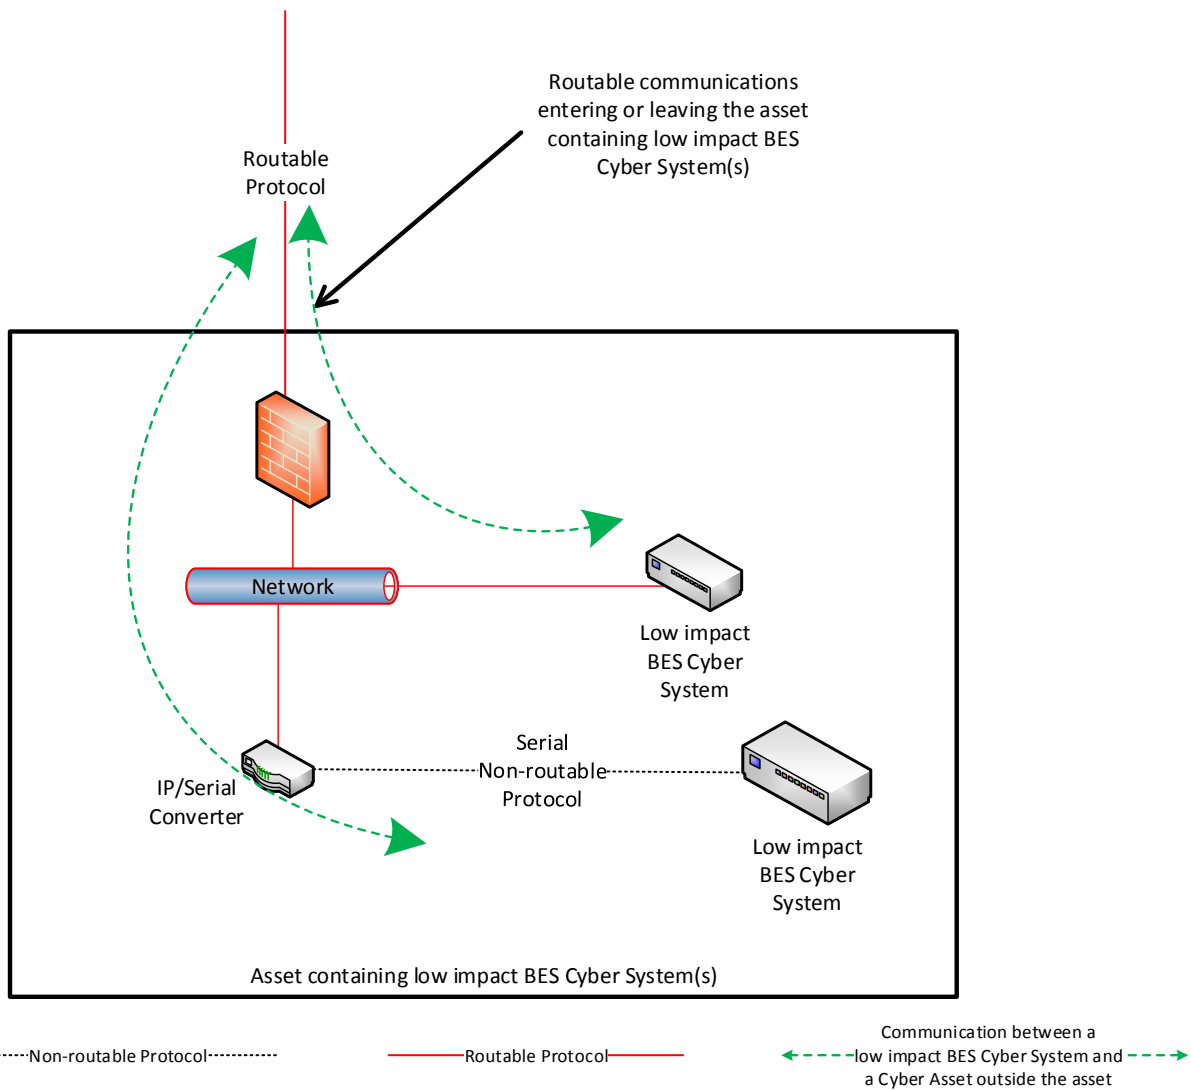 Routable communications
entering or leaving the asset
containing low impact BES
Cyber System(s)
Routable
Protocol
Network
Low impact
BES Cyber
System
Serial
Non-routable
Protocol
IP/Serial
Converter
Low impact
BES Cyber
System
Asset containing low impact BES Cyber System(s)
Non-routable Protocol
Routable Protocol
Communication between a
low impact BES Cyber System and
a Cyber Asset outside the asset